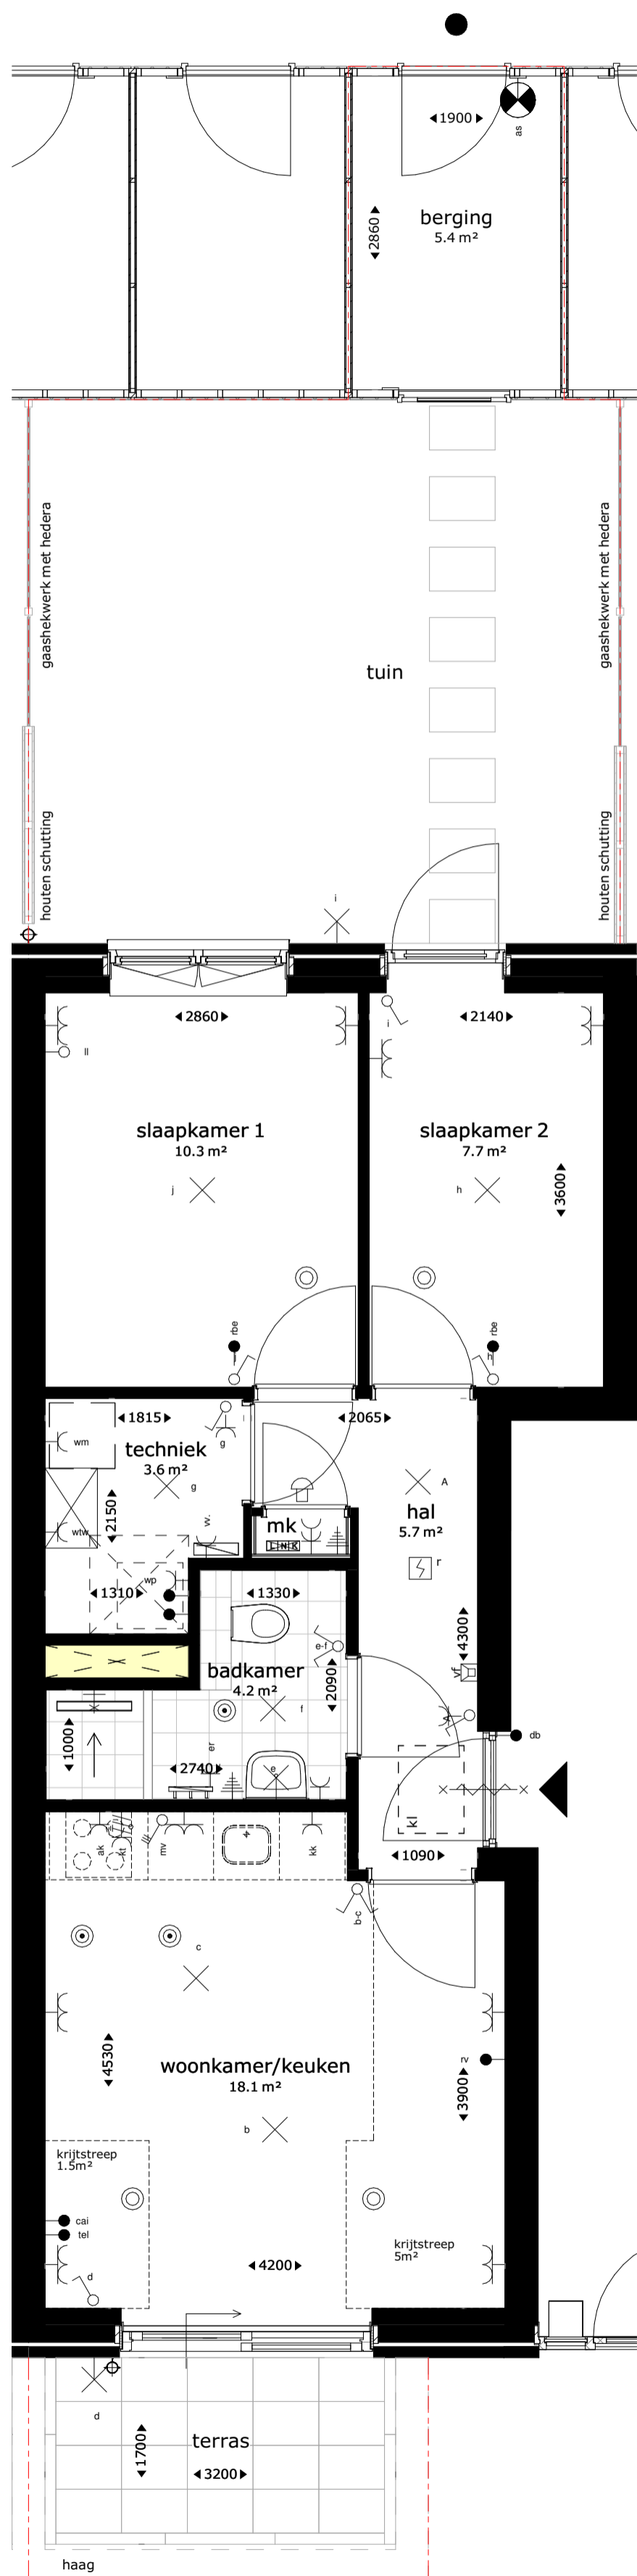 1900
as
2860
berging
5.4 m²
gaashekwerk met hedera
gaashekwerk met hedera
tuin
houten schutting
houten schutting
i
2860
2140
i
ll
slaapkamer 1
10.3 m²
slaapkamer 2
7.7 m²
j
h
3600
rbe
rbe
j
h
1815
2065
wm
g
techniek
3.6 m²
g
A
hal
5.7 m²
2150
wtw
vv.
mk
r
wp
1310
1330
e-f
4300
badkamer
4.2 m²
2090
vf
f
A
1000
er
2740
e
db
kl
ak
kt
mv
kk
1090
b-c
c
4530
woonkamer/keuken
18.1 m²
rv
3900
b
krijtstreep
1.5m²
cai
tel
krijtstreep
5m²
4200
d
d
1700
terras
3200
haag